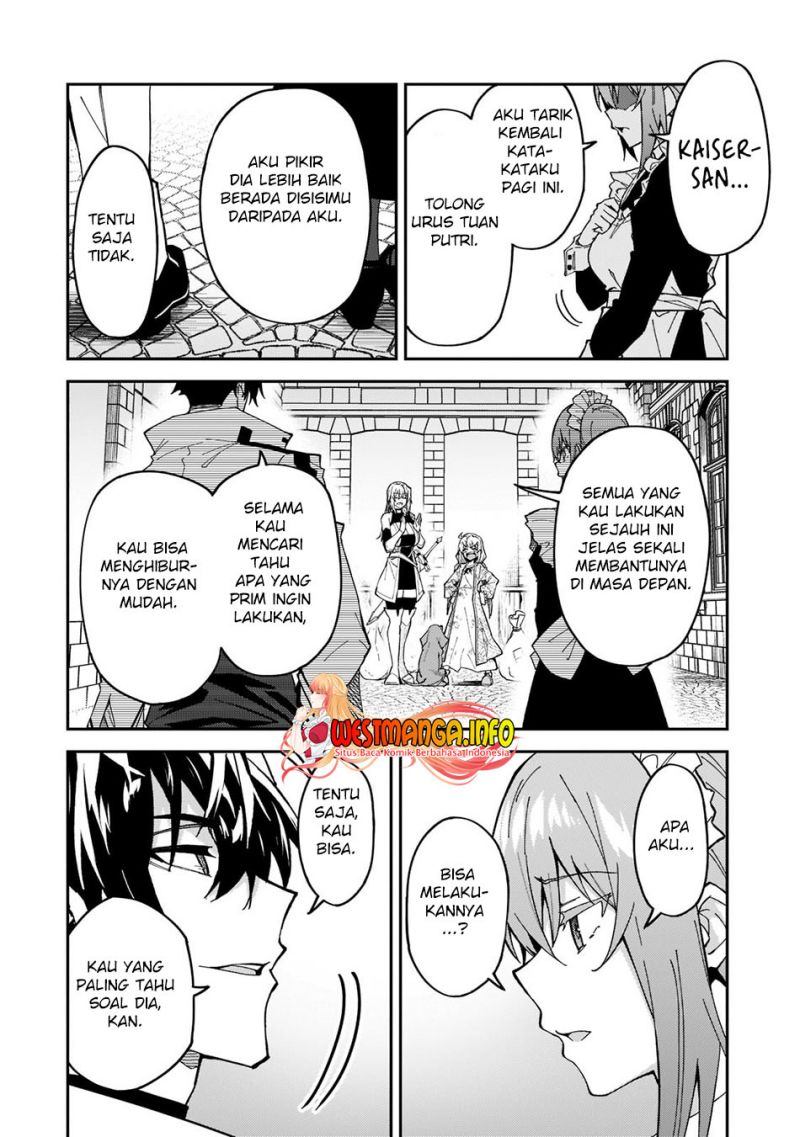 KAISER-
SAN...
AKU TARIK
KEMBALI
KATA-
KATAKU
PAGI INI.
TOLONG
URUS TUAN
PUTRI.
AKU PIKIR
DIA LEBIH BAIK
BERADA DISISIMU
DARIPADA AKU.
TENTU
SAJA
TIDAK.
SEMUA YANG
KAU LAKUKAN
SEJAUH INI
JELAS SEKALI
MEMBANTUNYA
DI MASA DEPAN.
SELAMA
KAU
MENCARI
TAHU
APA YANG
PRIM INGIN
LAKUKAN,
KAU BISA
MENGHIBUR-
NYA DENGAN
MUDAH.
WESTMANGA.INFO
Situs Baca Komik Berbahasa Indonesia
APA
AKU...
BISA
MELAKU-
KANNYA
...?
TENTU
SAJA,
KAU
BISA.
KAU YANG
PALING TAHU
SOAL DIA,
KAN.